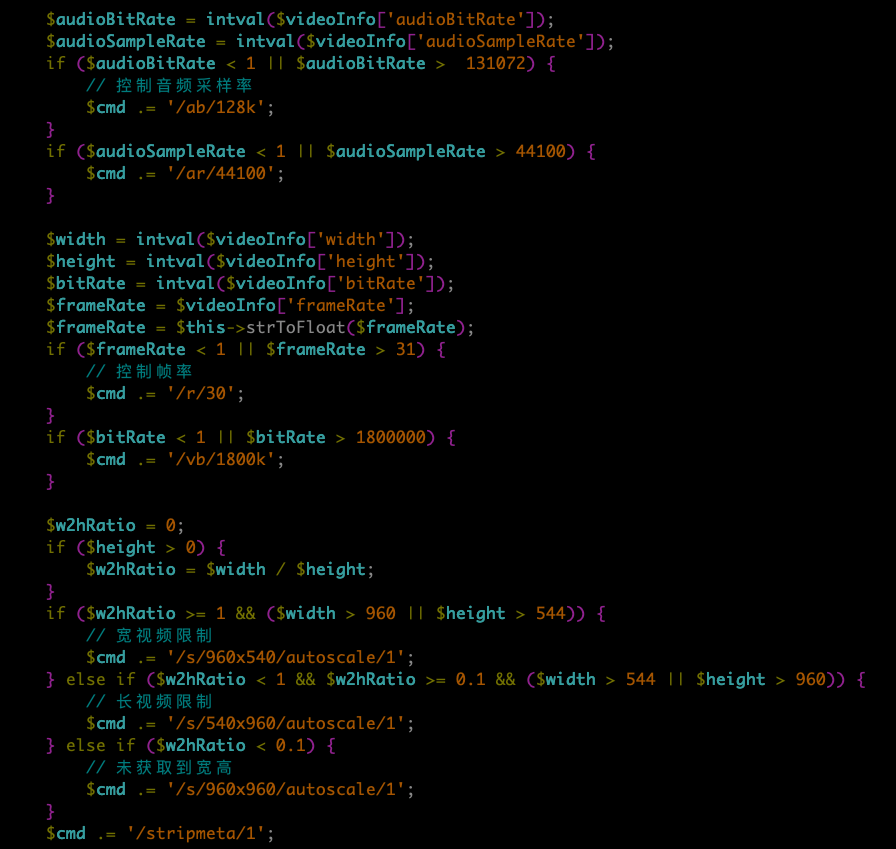 $audioBitRate = intval($videoInfo['audioBitRate']);
$audioSampleRate = intval($videoInfo['audioSampleRate']);
if ($audioBitRate < 1 || $audioBitRate >  131072) {
    // 控制音频采样率
    $cmd .= '/ab/128k';
}
if ($audioSampleRate < 1 || $audioSampleRate > 44100) {
    $cmd .= '/ar/44100';
}

$width = intval($videoInfo['width']);
$height = intval($videoInfo['height']);
$bitRate = intval($videoInfo['bitRate']);
$frameRate = $videoInfo['frameRate'];
$frameRate = $this->strToFloat($frameRate);
if ($frameRate < 1 || $frameRate > 31) {
    // 控制帧率
    $cmd .= '/r/30';
}
if ($bitRate < 1 || $bitRate > 1800000) {
    $cmd .= '/vb/1800k';
}

$w2hRatio = 0;
if ($height > 0) {
    $w2hRatio = $width / $height;
}
if ($w2hRatio >= 1 && ($width > 960 || $height > 544)) {
    // 宽视频限制
    $cmd .= '/s/960x540/autoscale/1';
} else if ($w2hRatio < 1 && $w2hRatio >= 0.1 && ($width > 544 || $height > 960)) {
    // 长视频限制
    $cmd .= '/s/540x960/autoscale/1';
} else if ($w2hRatio < 0.1) {
    // 未获取到宽高
    $cmd .= '/s/960x960/autoscale/1';
}
$cmd .= '/stripmeta/1';